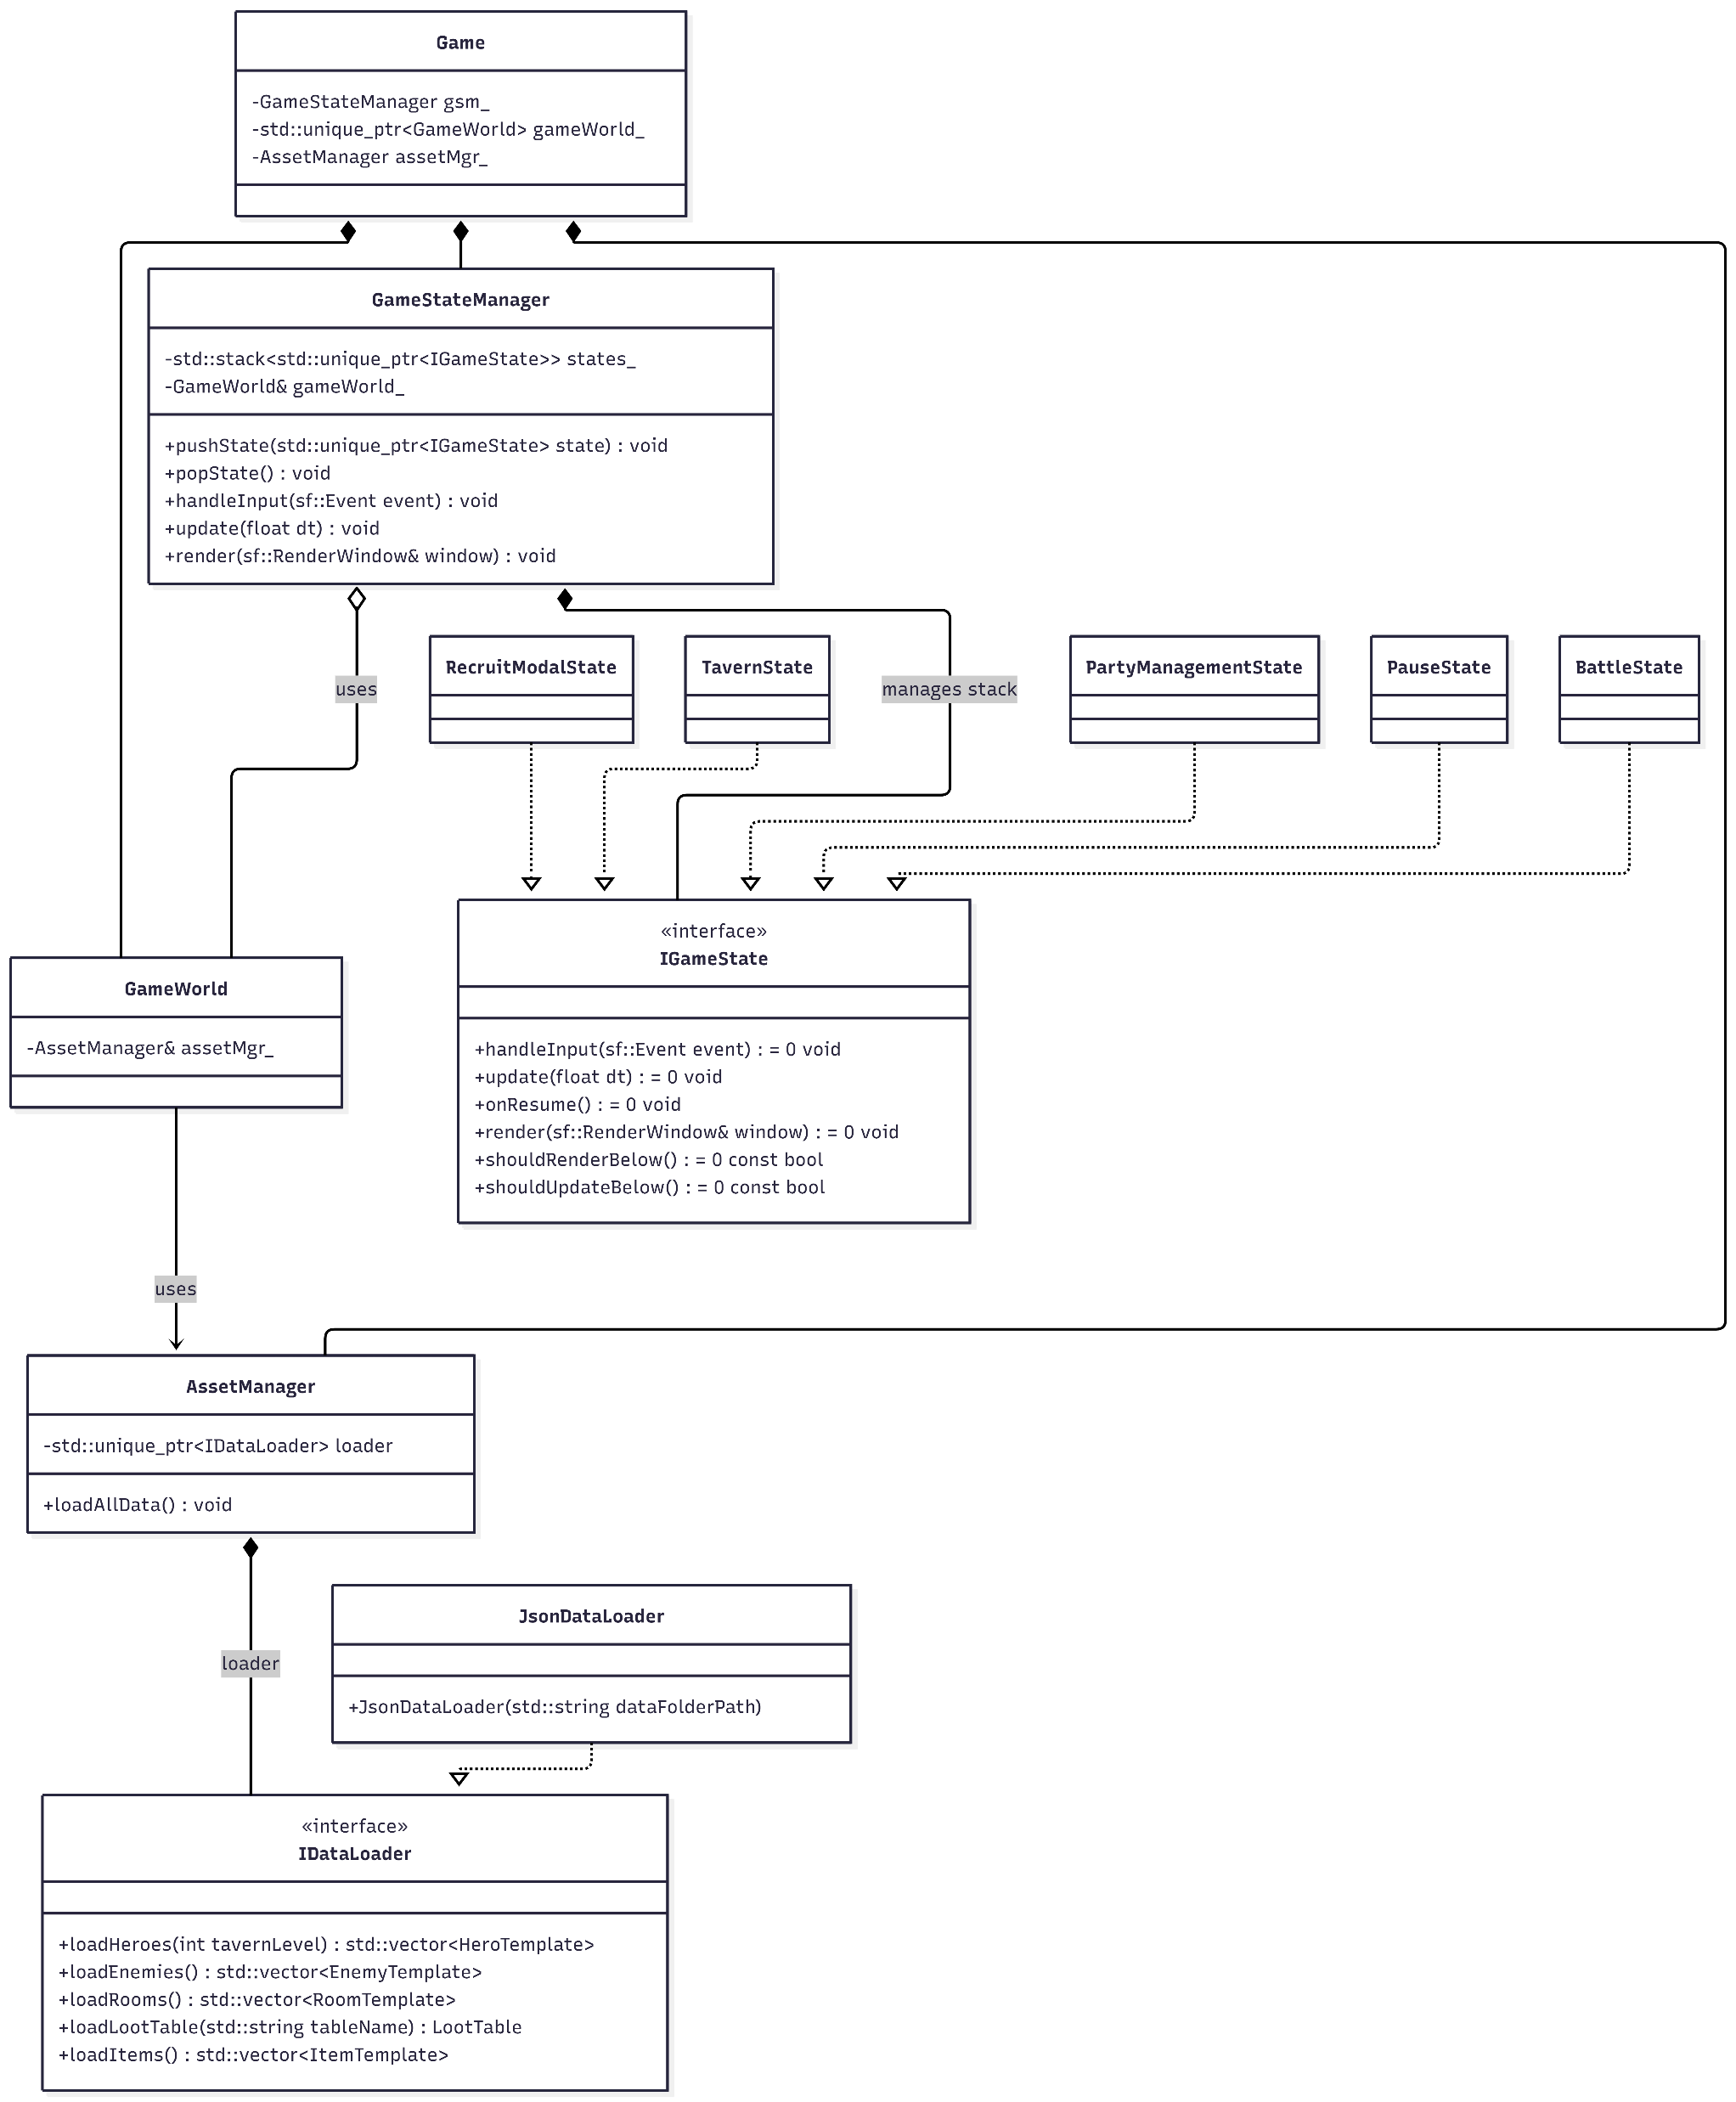 Game
-GameStateManager gsm_
-std::unique_ptr<GameWorld> gameWorld_
-AssetManager assetMgr_
GameStateManager
-std::stack<std::unique_ptr<IGameState>> states_
-GameWorld& gameWorld_
+pushState(std::unique_ptr<IGameState> state) : void
+popState() : void
+handleInput(sf::Event event) : void
+update(float dt) : void
+render(sf::RenderWindow& window) : void
RecruitModalState
TavernState
PartyManagementState
PauseState
BattleState
uses
manages stack
«interface»
IGameState
+handleInput(sf::Event event) : = 0 void
+update(float dt) : = 0 void
+onResume() : = 0 void
+render(sf::RenderWindow& window) : = 0 void
+shouldRenderBelow() : = 0 const bool
+shouldUpdateBelow() : = 0 const bool
GameWorld
-AssetManager& assetMgr_
uses
AssetManager
-std::unique_ptr<IDataLoader> loader
+loadAllData() : void
loader
JsonDataLoader
+JsonDataLoader(std::string dataFolderPath)
«interface»
IDataLoader
+loadHeroes(int tavernLevel) : std::vector<HeroTemplate>
+loadEnemies() : std::vector<EnemyTemplate>
+loadRooms() : std::vector<RoomTemplate>
+loadLootTable(std::string tableName) : LootTable
+loadItems() : std::vector<ItemTemplate>